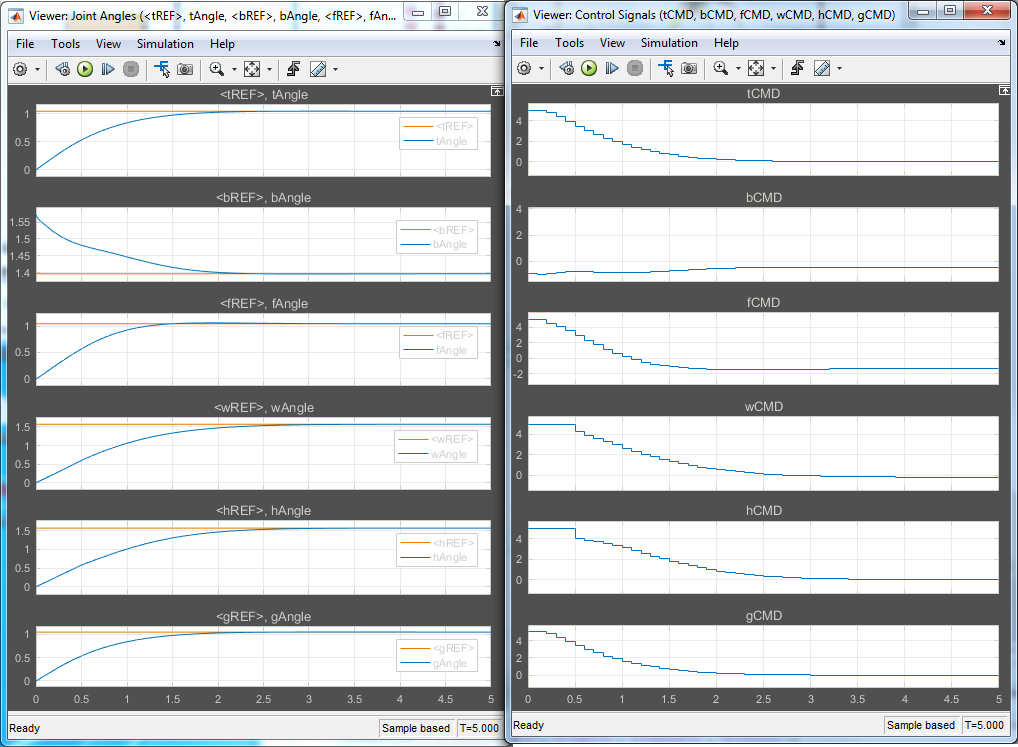 Viewer: Joint Angles (<tREF>, tAngle, <bREF>, bAngle, <fREF>, fAn...
File Tools View Simulation Help
<tREF>, tAngle
1
0.5
0
<tREF>
tAngle
<bREF>, bAngle
1.55
1.5
1.45
1.4
<bREF>
bAngle
<fREF>, fAngle
1
0.5
0
<fREF>
fAngle
<wREF>, wAngle
1.5
1
0.5
0
<wREF>
wAngle
<hREF>, hAngle
1.5
1
0.5
0
<hREF>
hAngle
<gREF>, gAngle
1
0.5
0
<gREF>
gAngle
0 0.5 1 1.5 2 2.5 3 3.5 4 4.5 5
Ready Sample based T=5.000
Viewer: Control Signals (tCMD, bCMD, fCMD, wCMD, hCMD, gCMD)
File Tools View Simulation Help
tCMD
4
2
0
bCMD
4
2
0
fCMD
4
2
0
-2
wCMD
4
2
0
hCMD
4
2
0
gCMD
4
2
0
0 0.5 1 1.5 2 2.5 3 3.5 4 4.5 5
Ready Sample based T=5.000